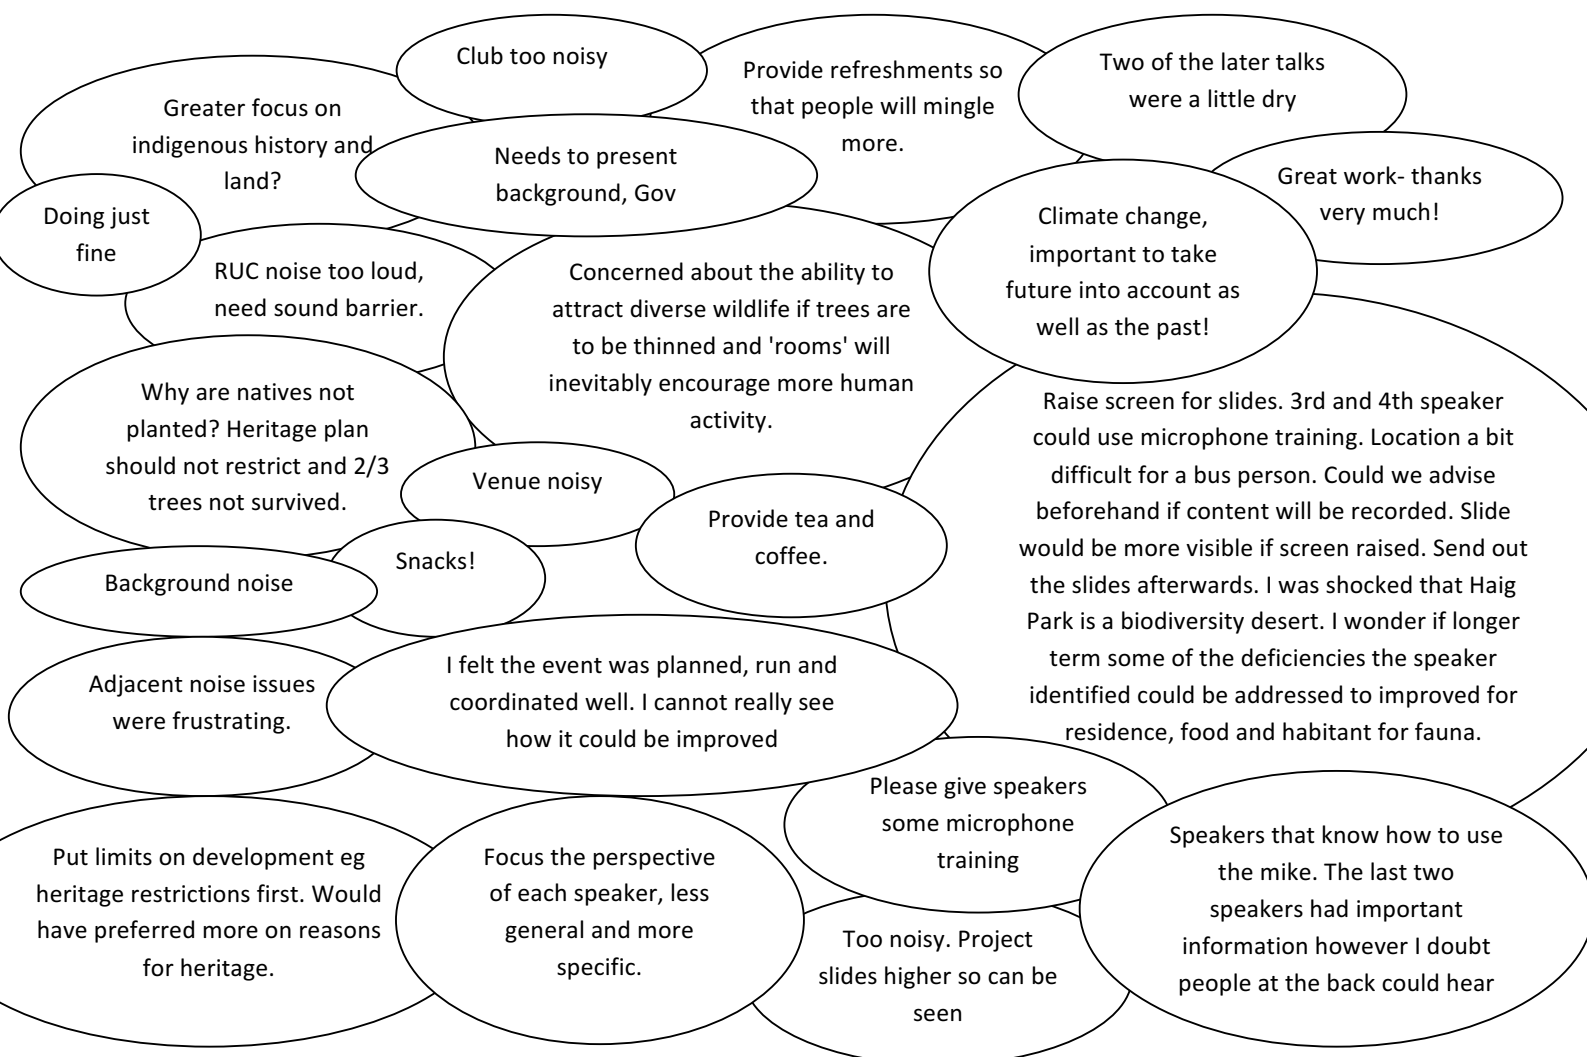 Club too noisy
Greater focus on
indigenous history and
land?
Provide refreshments so
that people will mingle
more.
Two of the later talks
were a little dry
Needs to present
background, Gov
Great work- thanks
very much!
Doing just
fine
Climate change,
important to take
future into account as
well as the past!
RUC noise too loud,
need sound barrier.
Concerned about the ability to
attract diverse wildlife if trees are
to be thinned and 'rooms' will
inevitably encourage more human
activity.
Why are natives not
planted? Heritage plan
should not restrict and 2/3
trees not survived.
Raise screen for slides. 3rd and 4th speaker
could use microphone training. Location a bit
difficult for a bus person. Could we advise
beforehand if content will be recorded. Slide
would be more visible if screen raised. Send out
the slides afterwards. I was shocked that Haig
Park is a biodiversity desert. I wonder if longer
term some of the deficiencies the speaker
identified could be addressed to improved for
residence, food and habitant for fauna.
Venue noisy
Provide tea and
coffee.
Snacks!
Background noise
I felt the event was planned, run and
coordinated well. I cannot really see
how it could be improved
Adjacent noise issues
were frustrating.
Please give speakers
some microphone
training
Put limits on development eg
heritage restrictions first. Would
have preferred more on reasons
for heritage.
Focus the perspective
of each speaker, less
general and more
specific.
Speakers that know how to use
the mike. The last two
speakers had important
information however I doubt
people at the back could hear
Too noisy. Project
slides higher so can be
seen